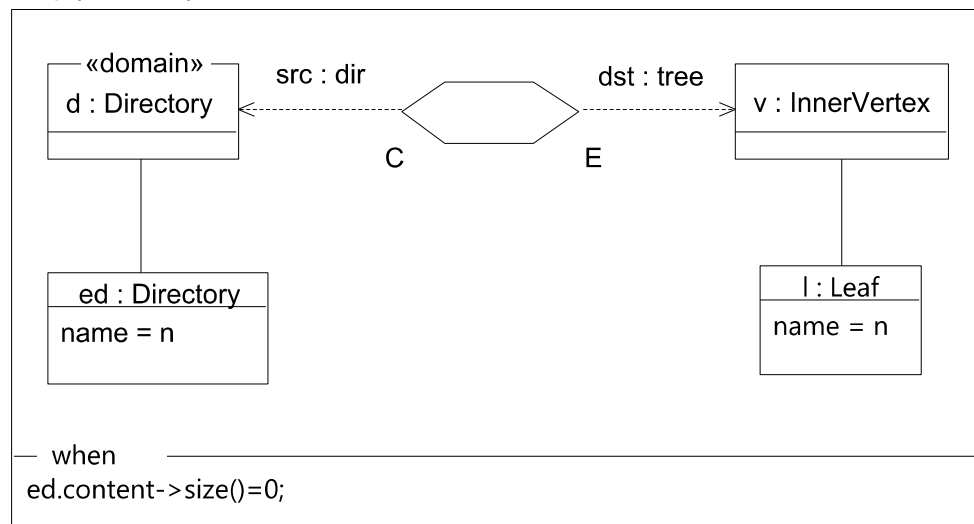 «domain»
d : Directory
src : dir
dst : tree
v : InnerVertex
C
E
ed : Directory
name = n
l : Leaf
name = n
when
ed.content->size()=0;